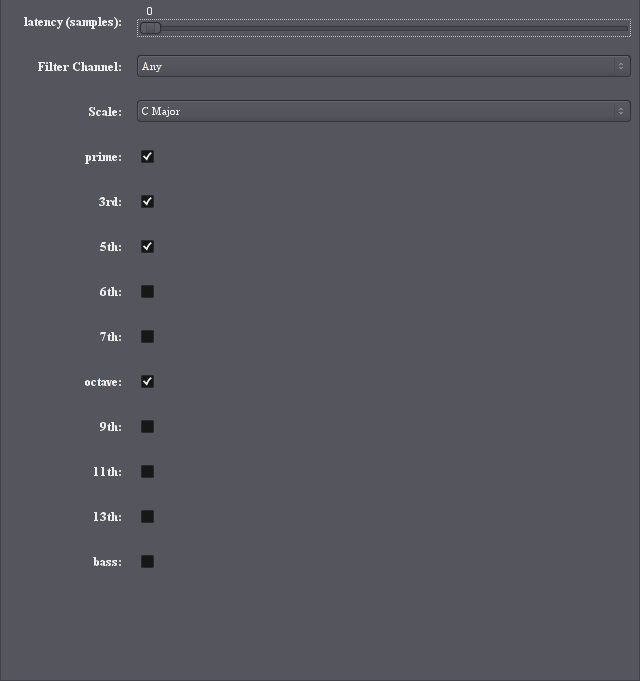 0
latency (samples):
Filter Channel: Any
Scale: C Major
prime:
3rd:
5th:
6th:
7th:
octave:
9th:
11th:
13th:
bass: